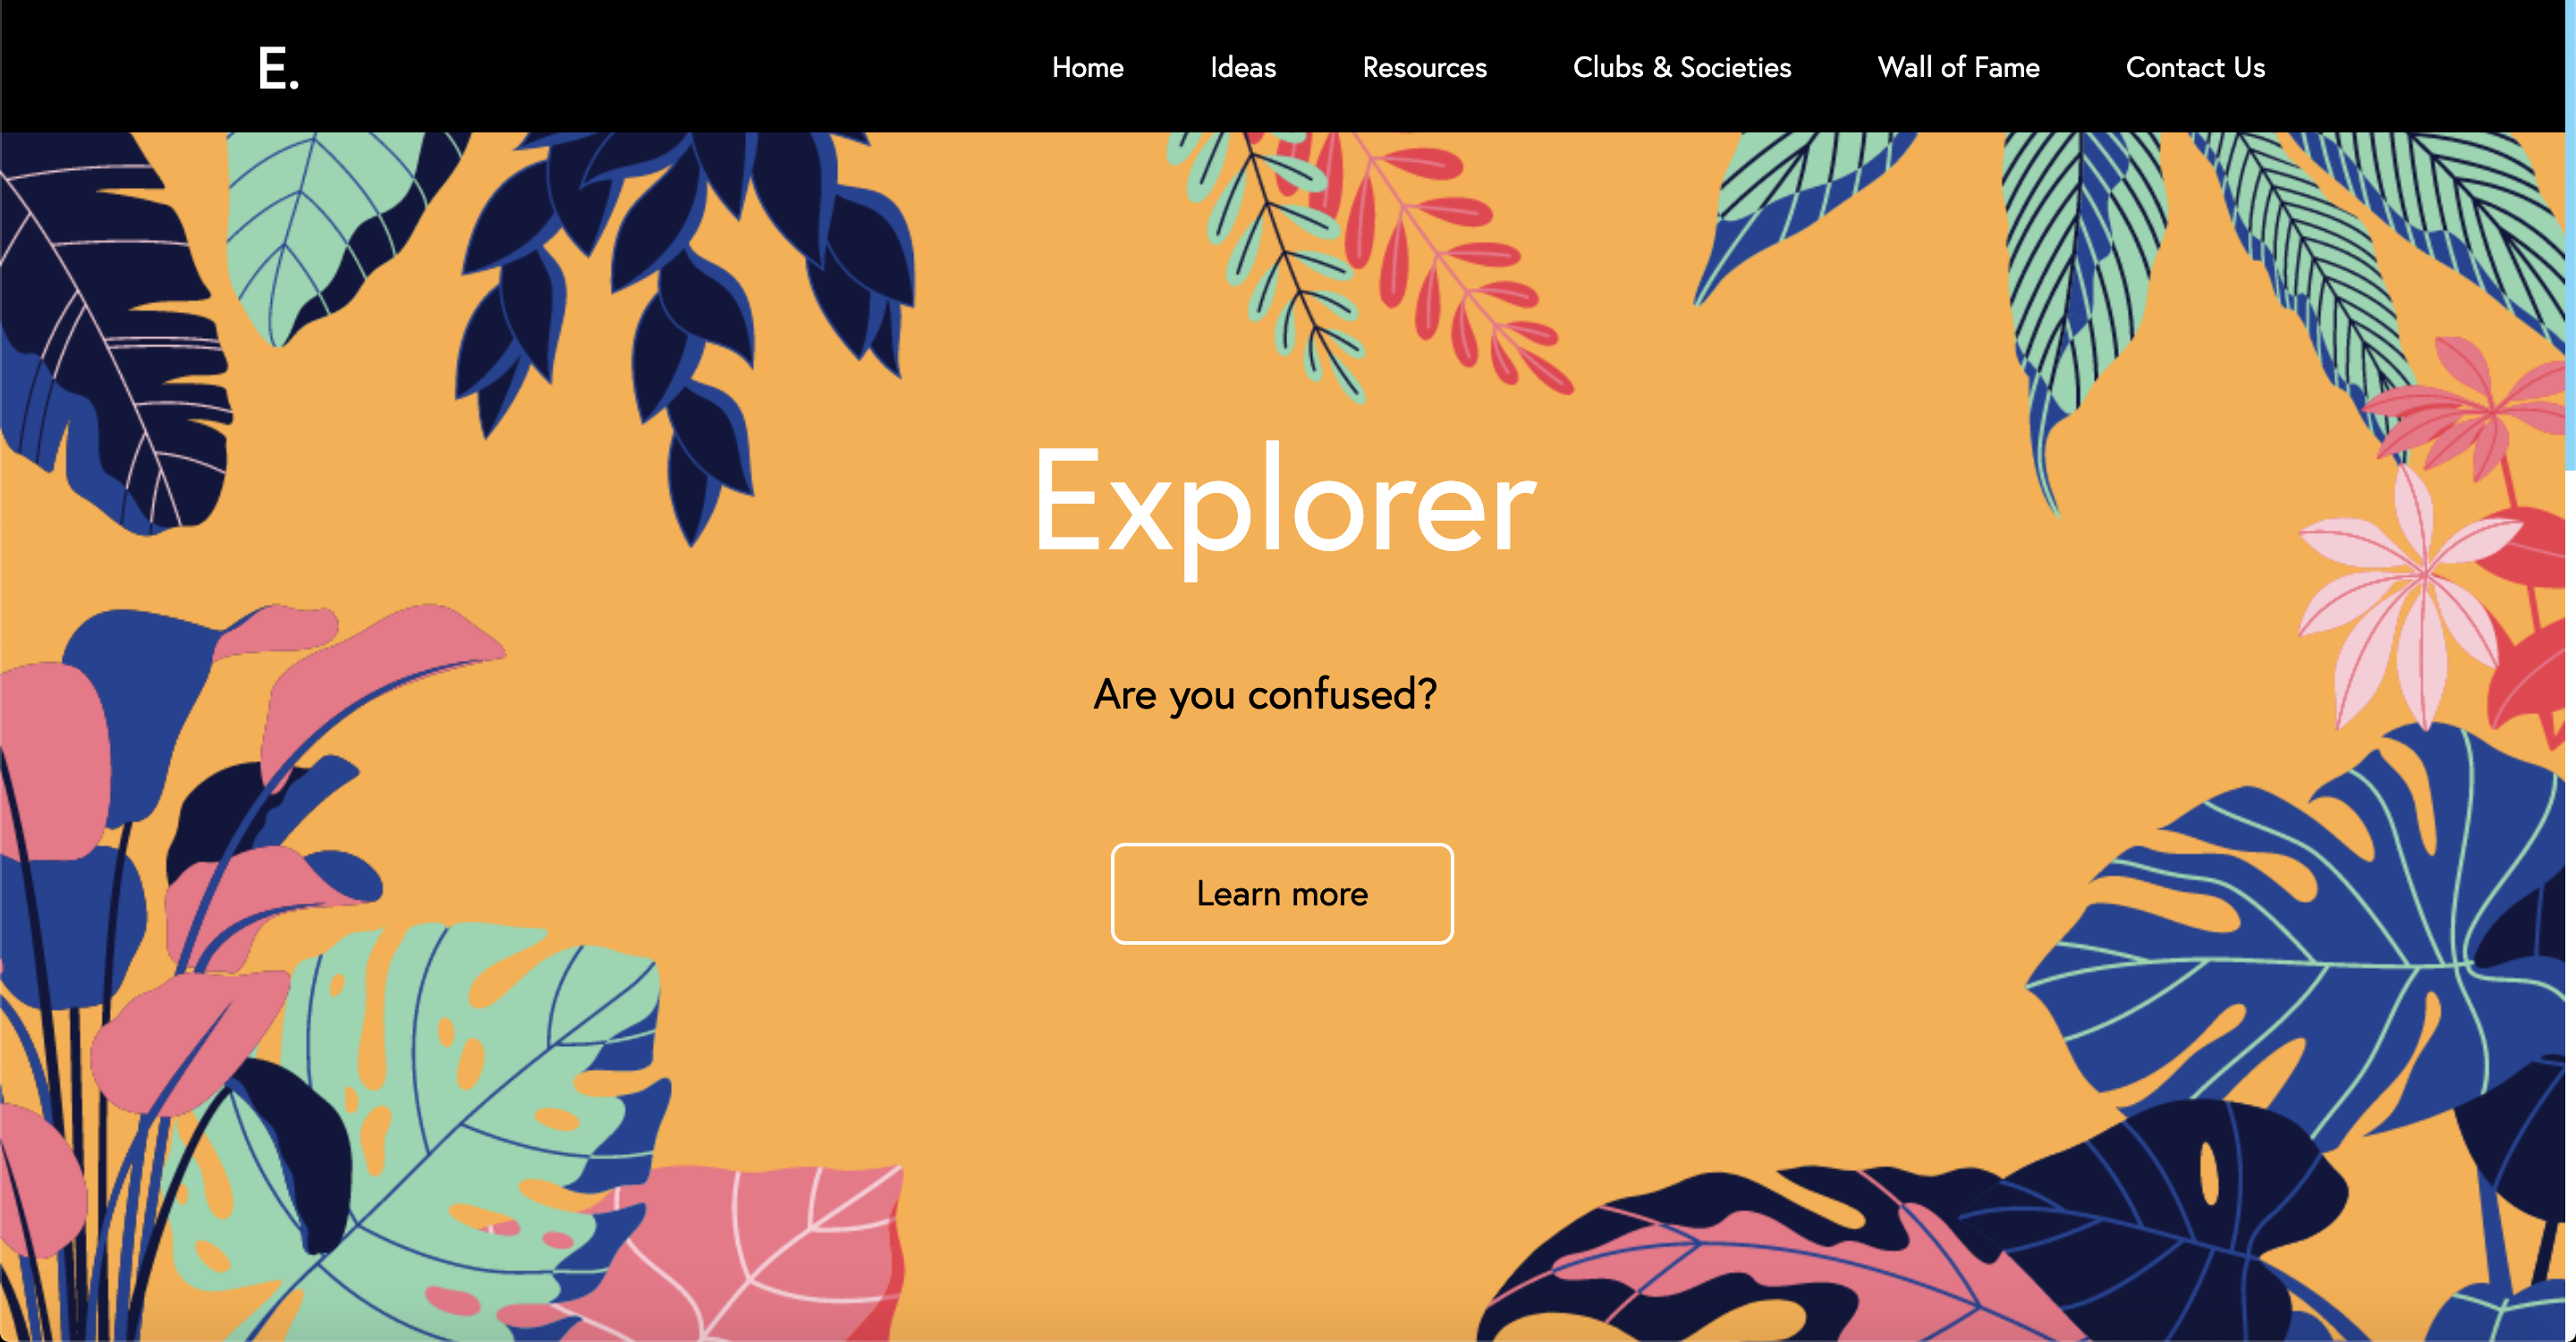 E.
Home Ideas Resources Clubs & Societies Wall of Fame Contact Us
Explorer
Are you confused?
Learn more